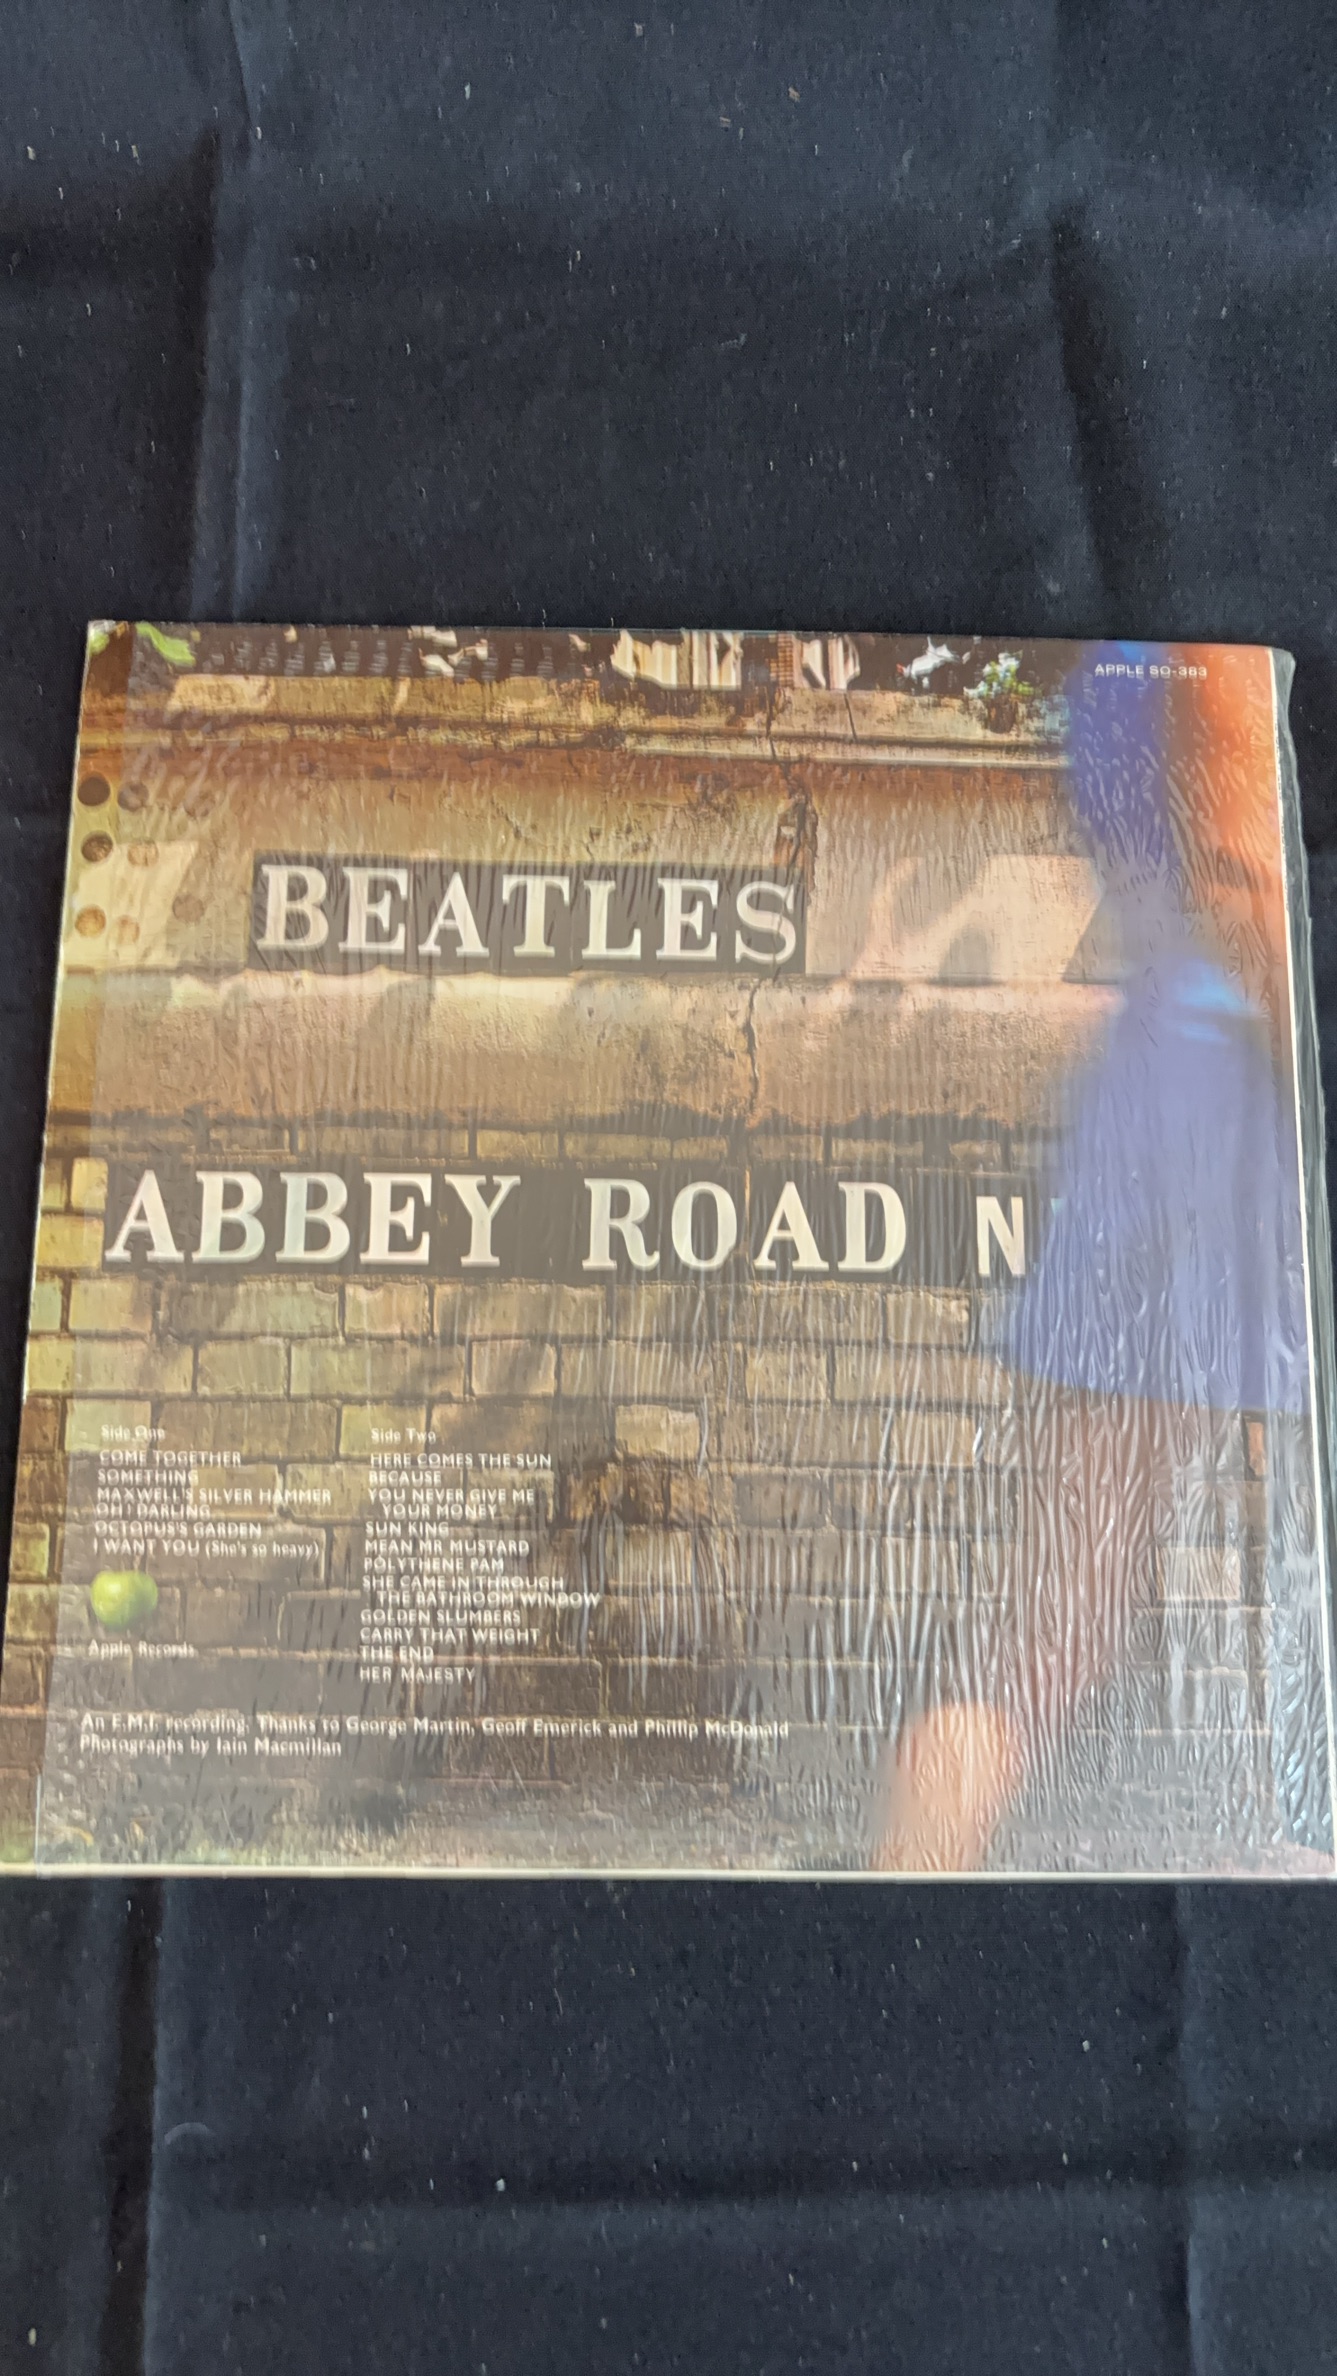 APPLE SO-383
BEATLES
ABBEY ROAD N
Side One
COME TOGETHER
SOMETHING
MAXWELL'S SILVER HAMMER
OH! DARLING
OCTOPUS'S GARDEN
I WANT YOU (She's so heavy)
Apple Records
Side Two
HERE COMES THE SUN
BECAUSE
YOU NEVER GIVE ME
YOUR MONEY
SUN KING
MEAN MR MUSTARD
POLYTHENE PAM
SHE CAME IN THROUGH
THE BATHROOM WINDOW
GOLDEN SLUMBERS
CARRY THAT WEIGHT
THE END
HER MAJESTY
An E.M.I. recording. Thanks to George Martin, Geoff Emerick and Phillip McDonald
Photographs by Iain Macmillan